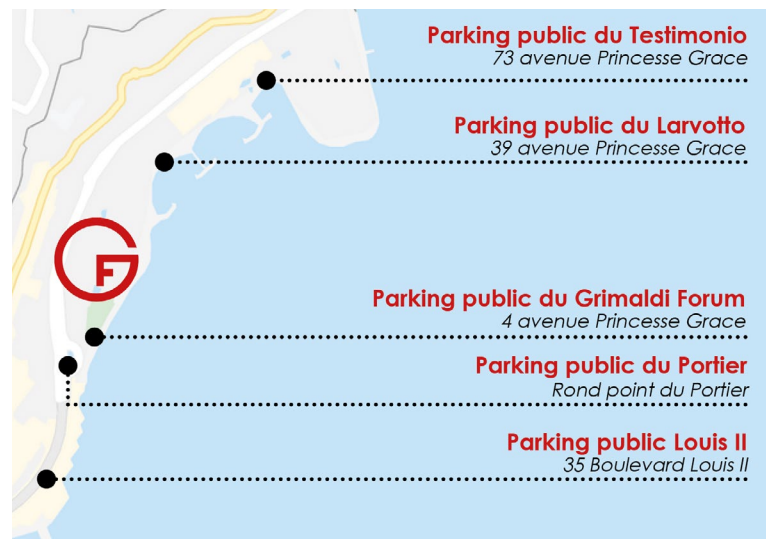 Parking public du Testimonio
73 avenue Princesse Grace
Parking public du Larvotto
39 avenue Princesse Grace
GF
Parking public du Grimaldi Forum
4 avenue Princesse Grace
Parking public du Portier
Rond point du Portier
Parking public Louis II
35 Boulevard Louis II